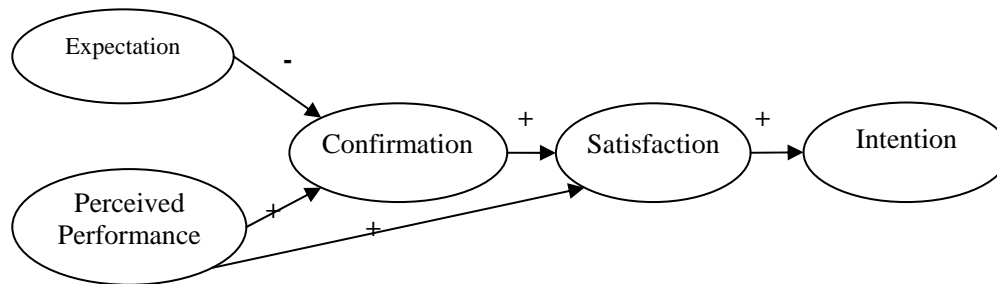 Expectation
-
Confirmation
+
Satisfaction
+
Intention
Perceived
Performance
+
+